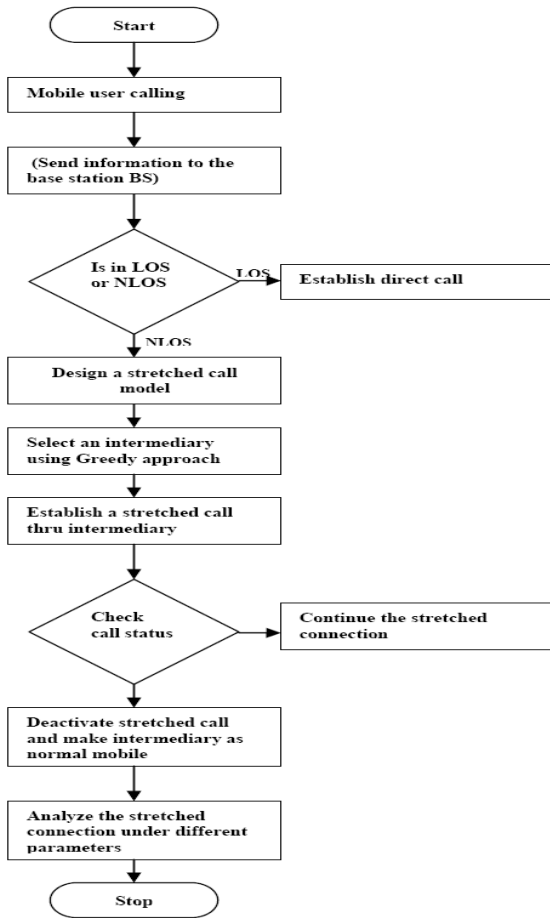 Start
Mobile user calling
(Send information to the
base station BS)
Is in LOS
or NLOS
LOS
Establish direct call
NLOS
Design a stretched call
model
Select an intermediary
using Greedy approach
Establish a stretched call
thru intermediary
Check
call status
Continue the stretched
connection
Deactivate stretched call
and make intermediary as
normal mobile
Analyze the stretched
connection under different
parameters
Stop